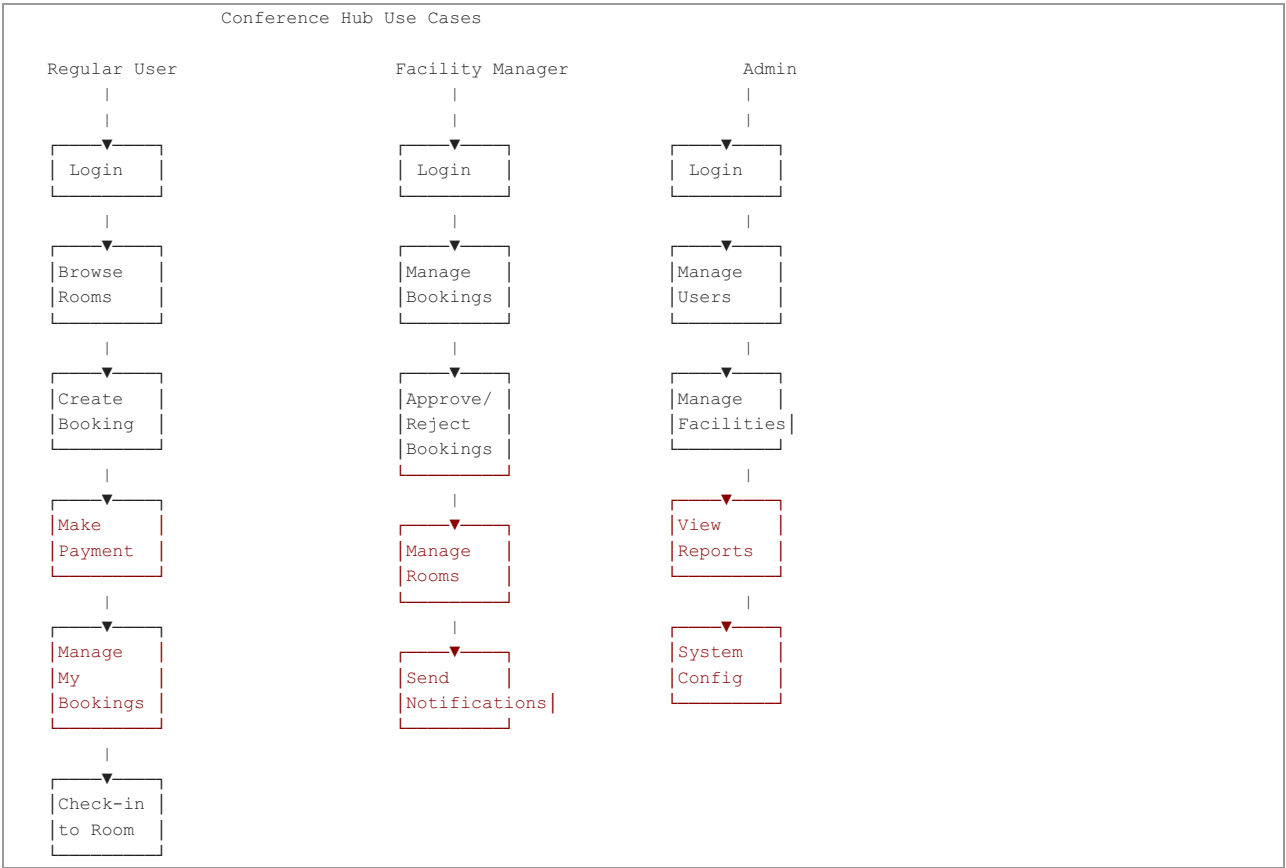 Conference Hub Use Cases
Regular User Facility Manager Admin
Login Login Login
Browse Manage Manage
Rooms Bookings Users
Create Approve/ Manage
Booking Reject Facilities
Bookings
Make View
Payment Manage Reports
Rooms
Manage System
My Send Config
Bookings Notifications
Check-in
to Room